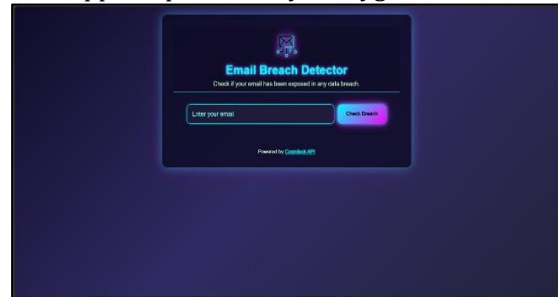 Email Breach Detector
Check if your email has been exposed in any data breach.
Enter your email
Check Breach
Powered by API